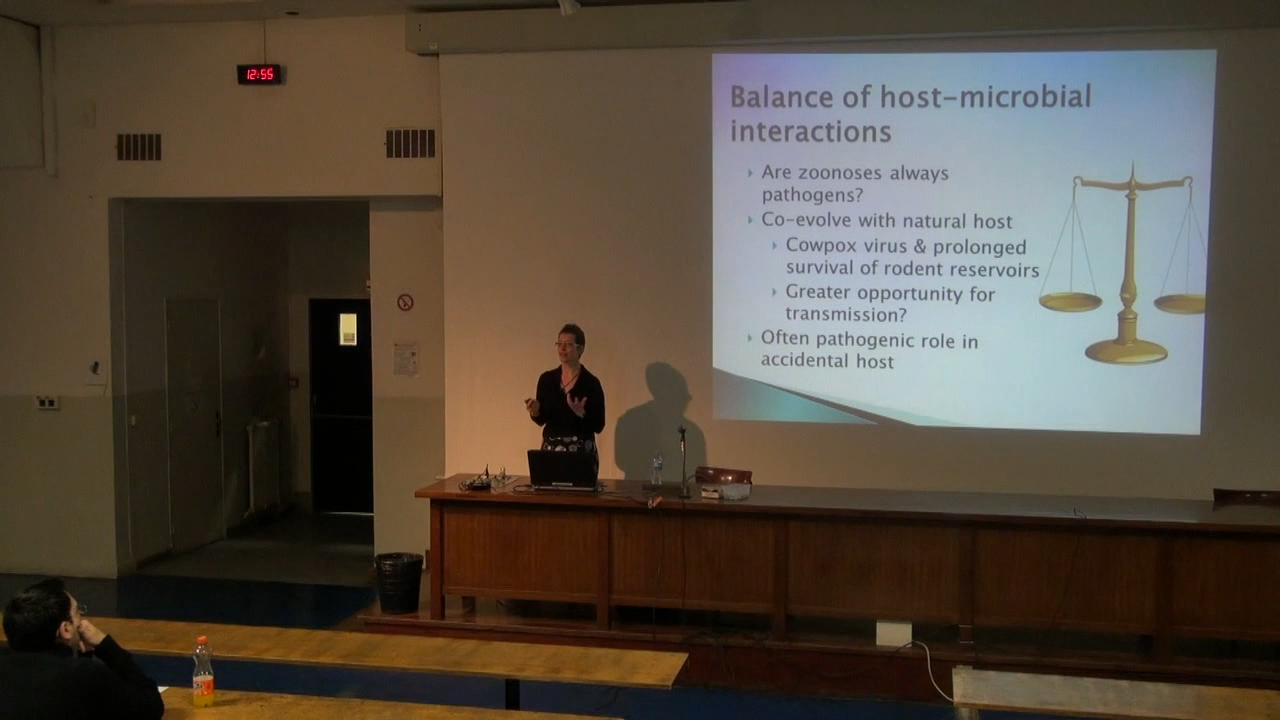 12:55
Balance of host-microbial
interactions
Are zoonoses always
pathogens?
Co-evolve with natural host
Cowpox virus & prolonged
survival of rodent reservoirs
Greater opportunity for
transmission?
Often pathogenic role in
accidental host